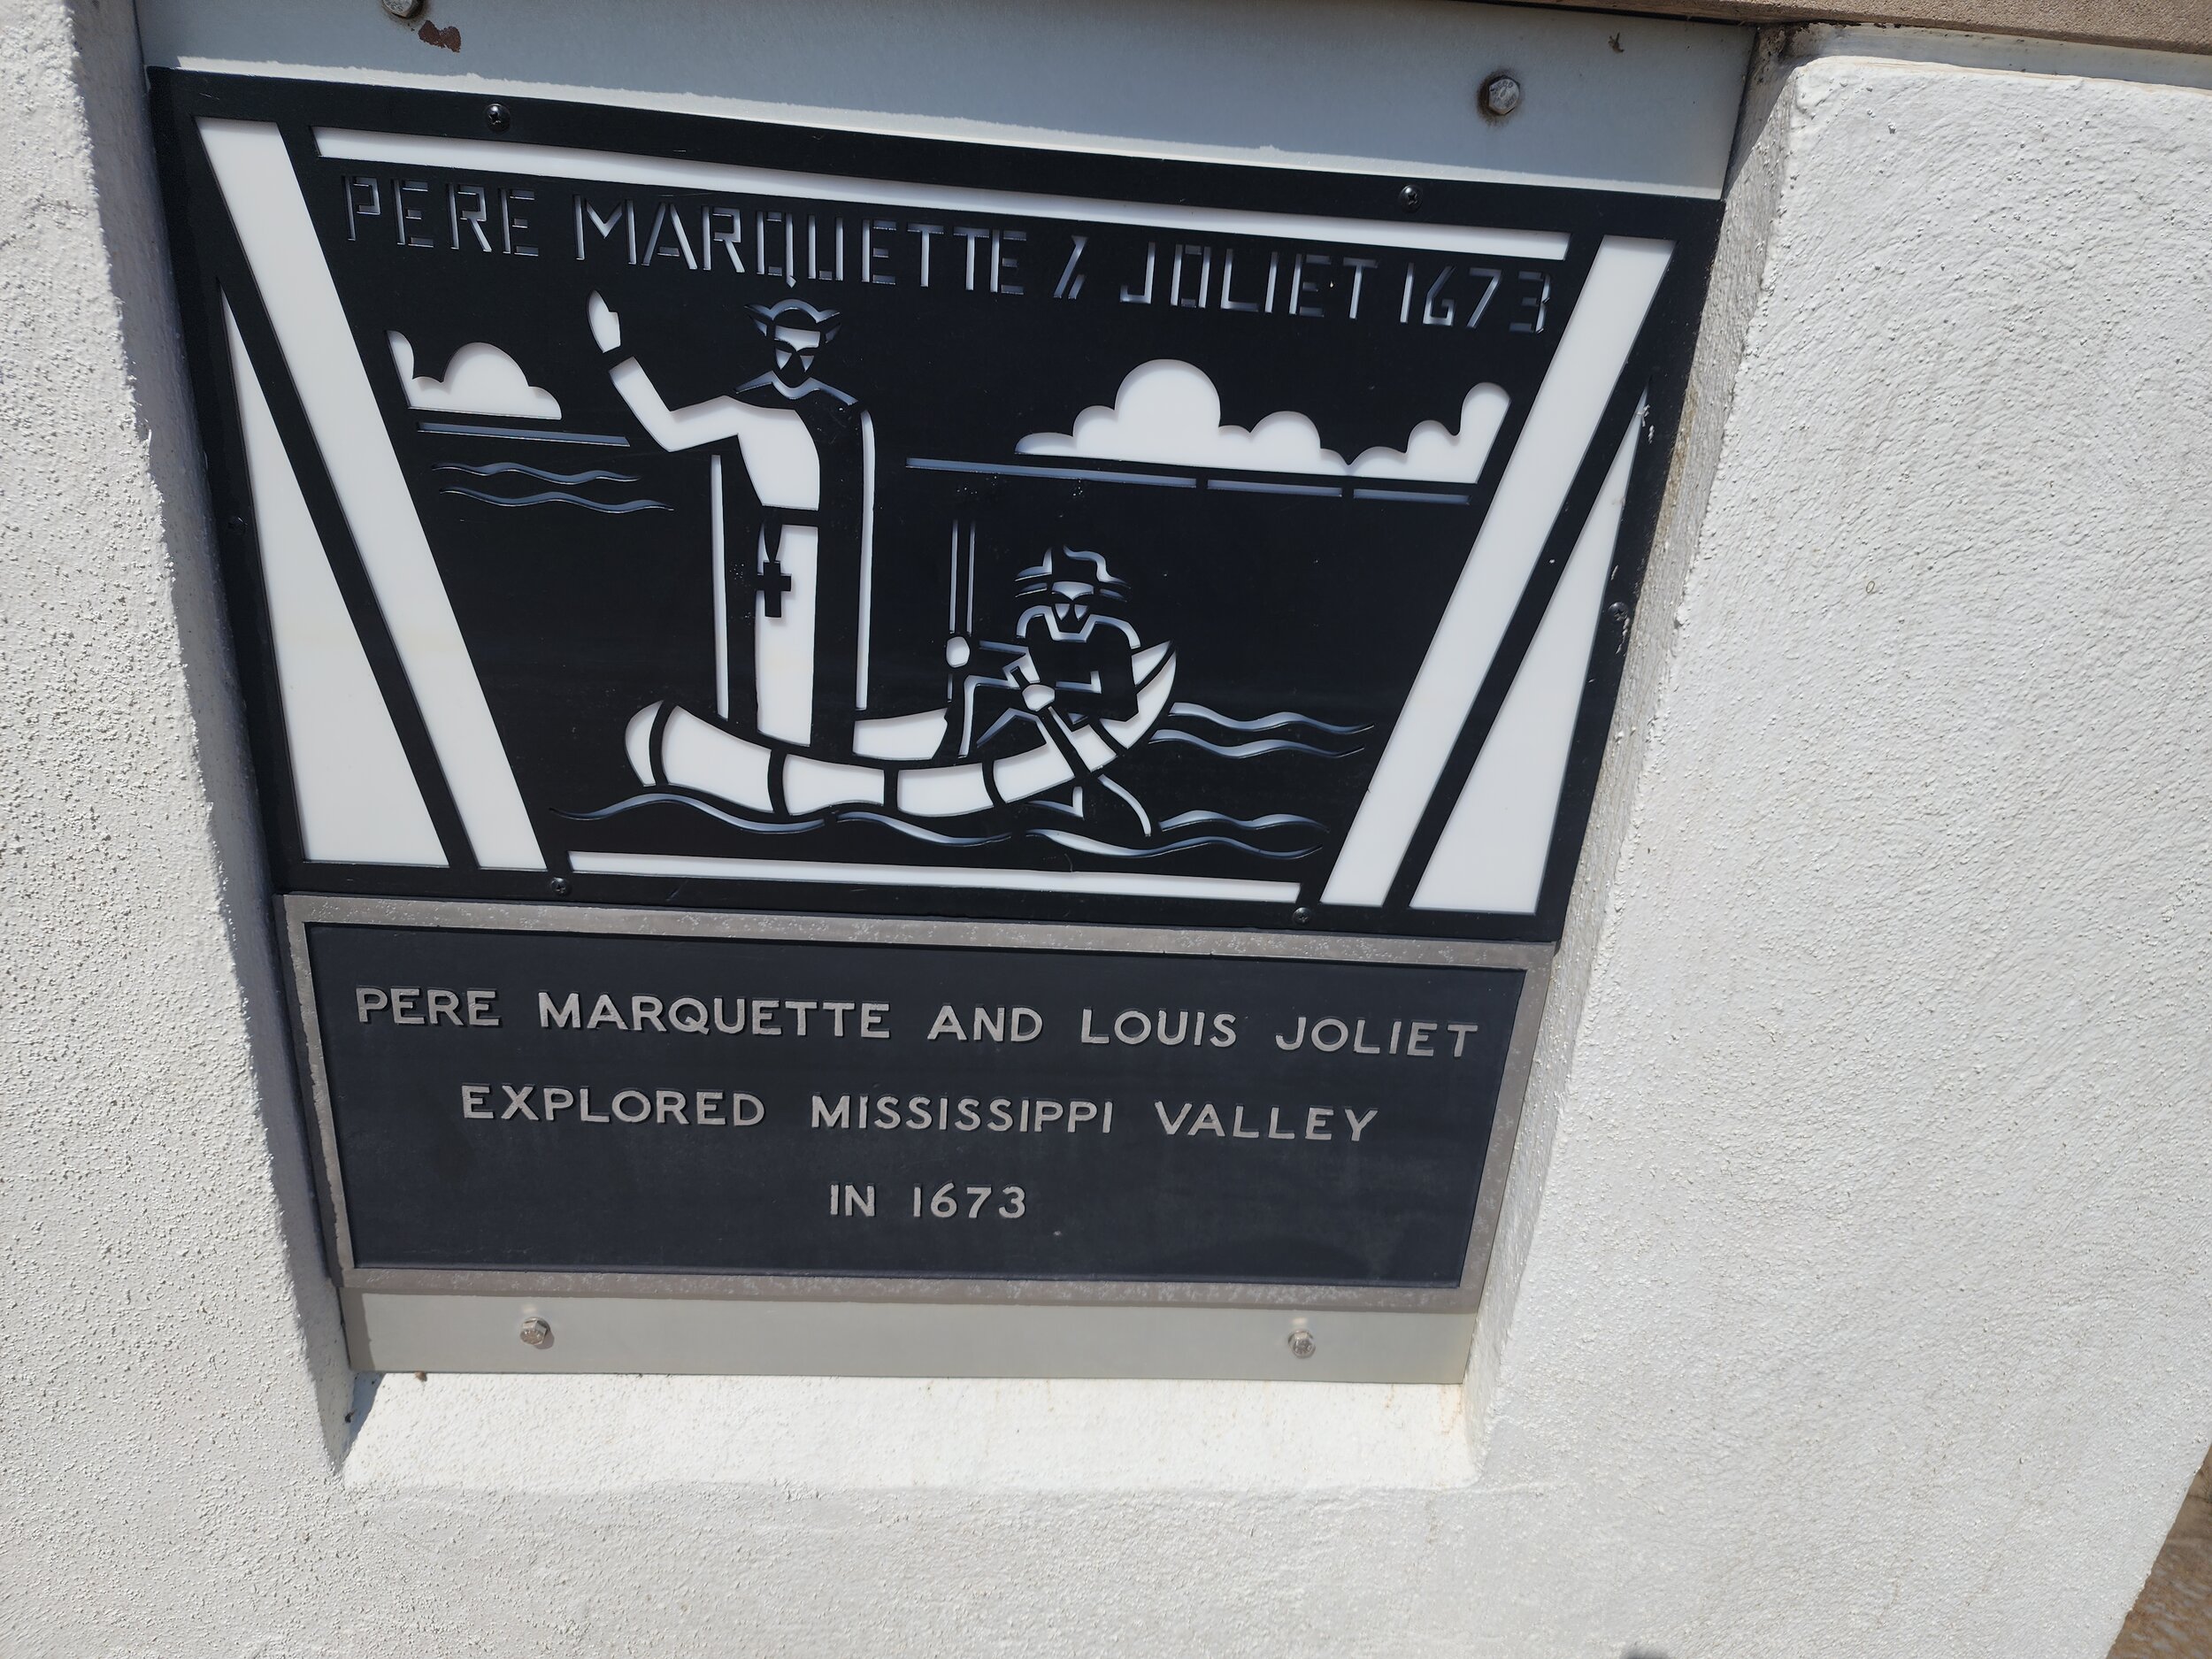 PERE MARQUETTE & JOLIET 1673
PERE MARQUETTE AND LOUIS JOLIET
EXPLORED MISSISSIPPI VALLEY
IN 1673